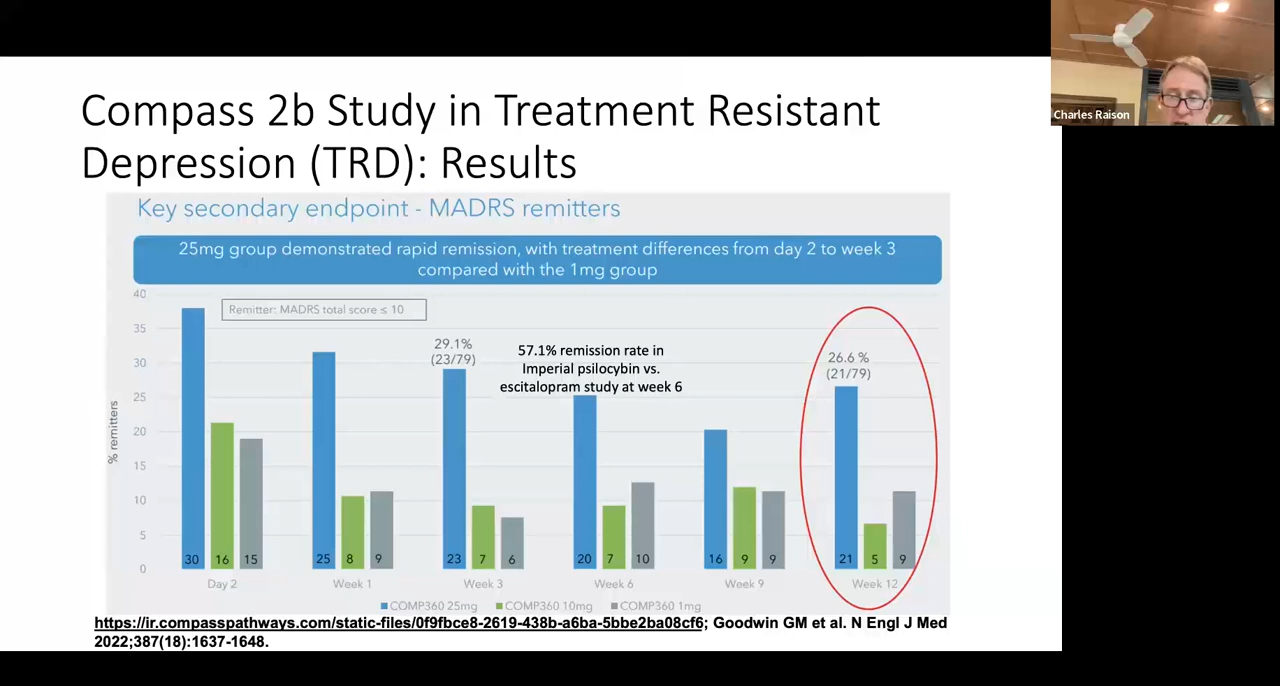 Charles Raison
Compass 2b Study in Treatment Resistant
Depression (TRD): Results
Key secondary endpoint - MADRS remitters
25mg group demonstrated rapid remission, with treatment differences from day 2 to week 3
compared with the 1mg group
40
35
30
25
20
15
10
5
0
% remitters
Remitter: MADRS total score ≤ 10
29.1%
(23/79)
57.1% remission rate in
Imperial psilocybin vs.
escitalopram study at week 6
26.6 %
(21/79)
30 16 15 25 8 9 23 7 6 20 7 10 16 9 9 21 5 9
Day 2 Week 1 Week 3 Week 6 Week 9 Week 12
COMP360 25mg COMP360 10mg COMP360 1mg
https://ir.compasspathways.com/static-files/0f9fbce8-2619-438b-a6ba-5bbe2ba08cf6; Goodwin GM et al. N Engl J Med
2022;387(18):1637-1648.